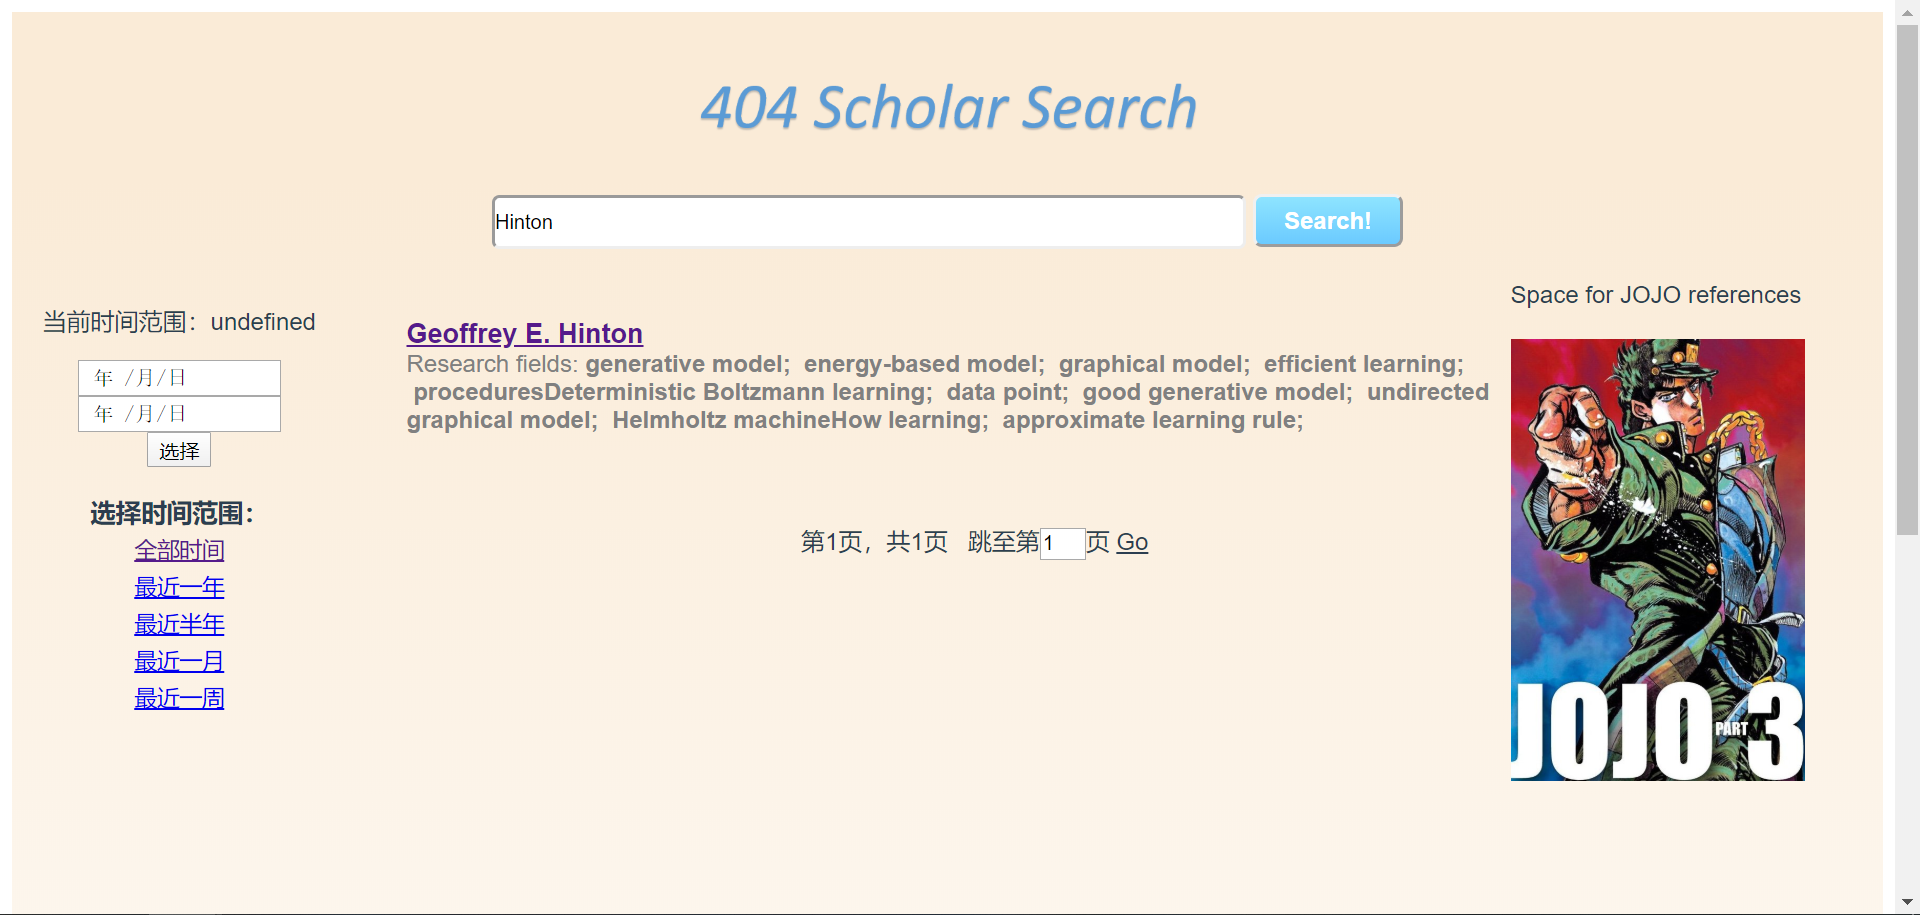 404 Scholar Search
Hinton
Search!
当前时间范围：undefined
年 /月/日
年 /月/日
选择
选择时间范围：
全部时间
最近一年
最近半年
最近一月
最近一周
Geoffrey E. Hinton
Research fields: generative model;  energy-based model;  graphical model;  efficient learning;
proceduresDeterministic Boltzmann learning;  data point;  good generative model;  undirected
graphical model;  Helmholtz machineHow learning;  approximate learning rule;
第1页，共1页   跳至第1页 Go
Space for JOJO references
JOJO PART 3